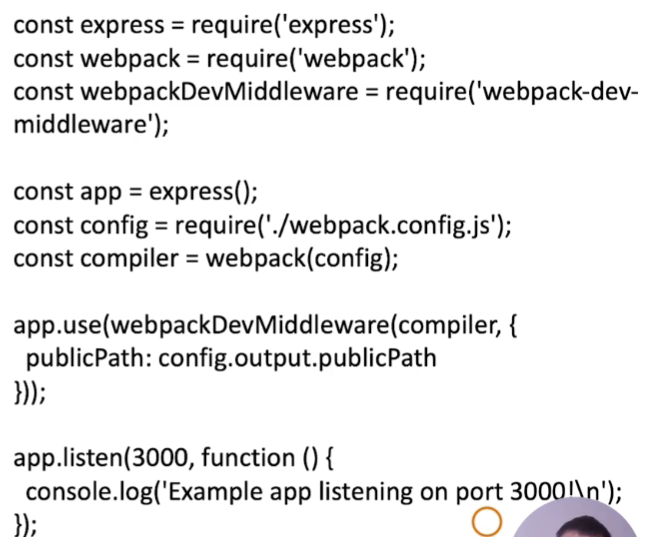 const express = require('express');
const webpack = require('webpack');
const webpackDevMiddleware = require('webpack-dev-
middleware');
const app = express();
const config = require('./webpack.config.js');
const compiler = webpack(config);
app.use(webpackDevMiddleware(compiler, {
publicPath: config.output.publicPath
}));
app.listen(3000, function () {
console.log('Example app listening on port 3000!\n');
});